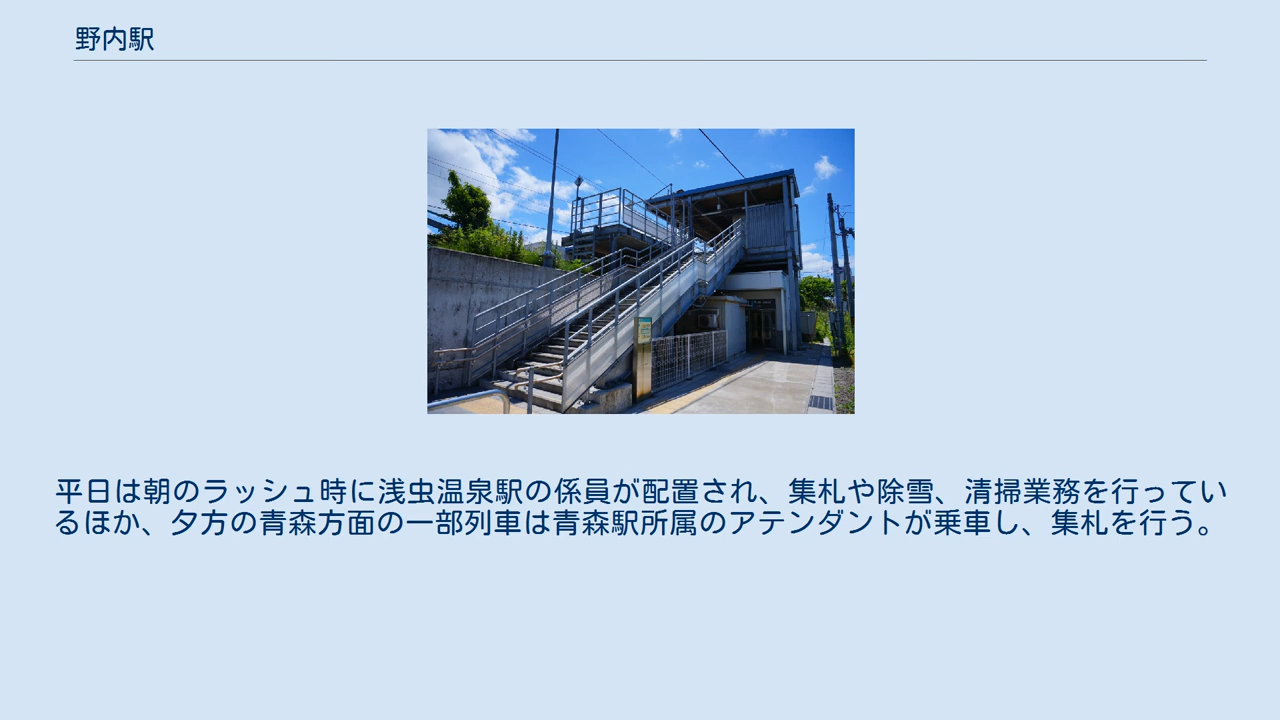 野内駅
平日は朝のラッシュ時に浅虫温泉駅の係員が配置され、集札や除雪、清掃業務を行ってい
るほか、夕方の青森方面の一部列車は青森駅所属のアテンダントが乗車し、集札を行う。